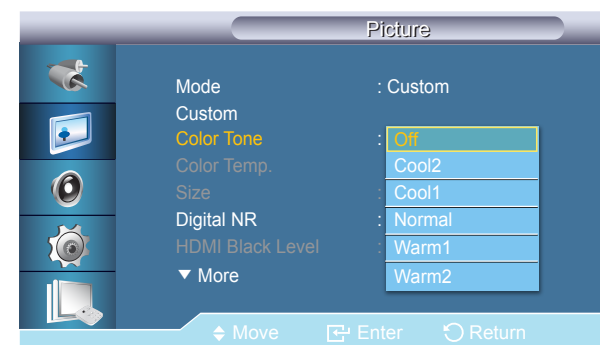 Picture
Mode : Custom
Custom
Color Tone : Off
Color Temp. Cool2
Size : Cool1
Digital NR : Normal
HDMI Black Level : Warm1
▼ More Warm2
Move Enter Return